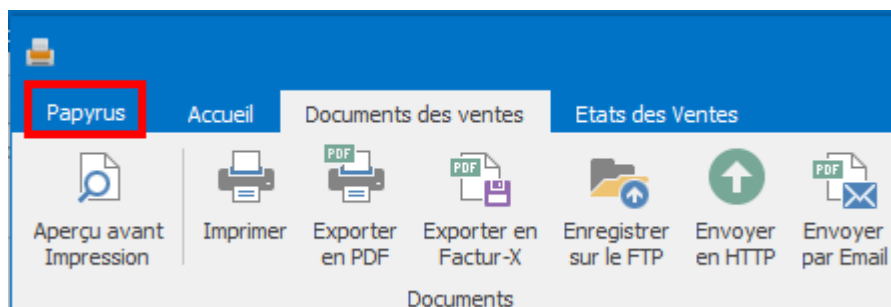 Papyrus Accueil Documents des ventes Etats des Ventes
PDF PDF PDF
Aperçu avant Imprimer Exporter Exporter en Enregistrer Envoyer Envoyer
Impression en PDF Factur-X sur le FTP en HTTP par Email
Documents